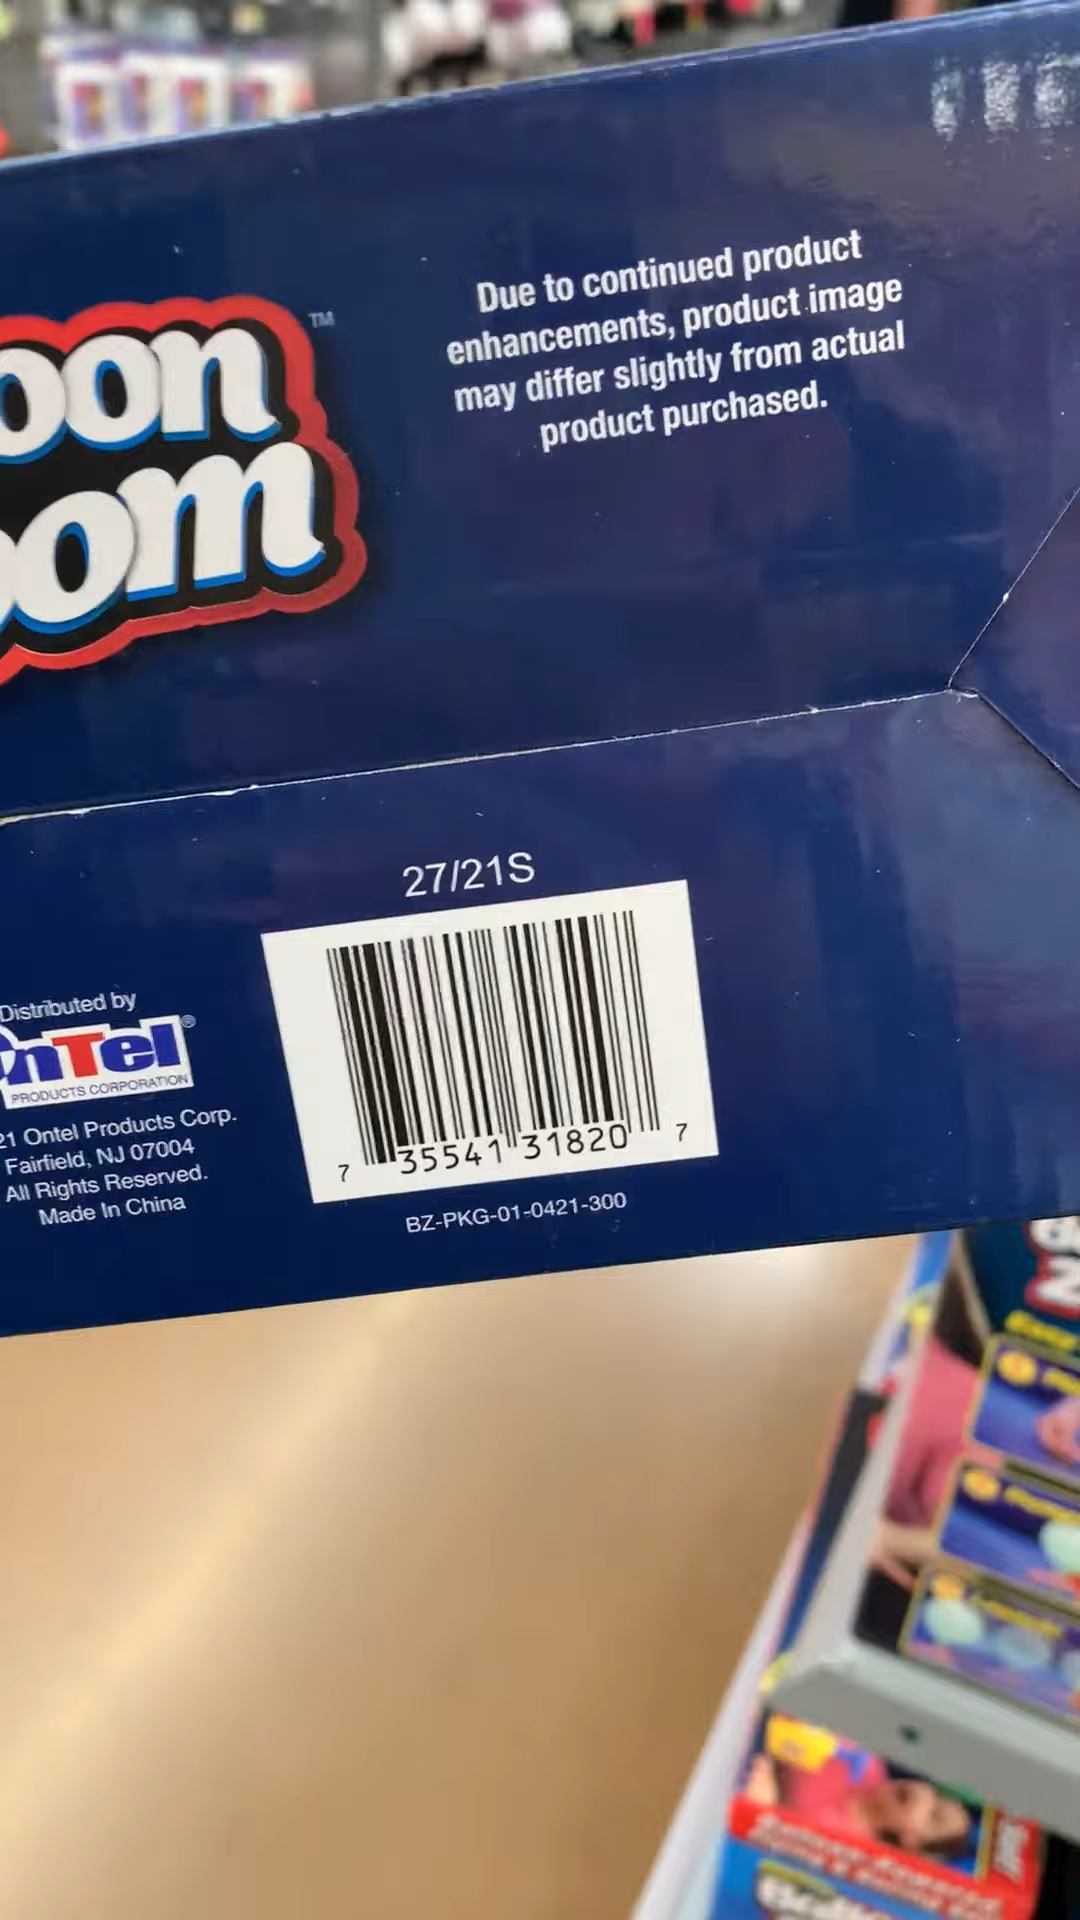 oon
TM
oom
Due to continued product
enhancements, product image
may differ slightly from actual
product purchased.
27/21S
7 35541 31820 7
BZ-PKG-01-0421-300
Distributed by
OnTel®
PRODUCTS CORPORATION
21 Ontel Products Corp.
Fairfield, NJ 07004
All Rights Reserved.
Made In China